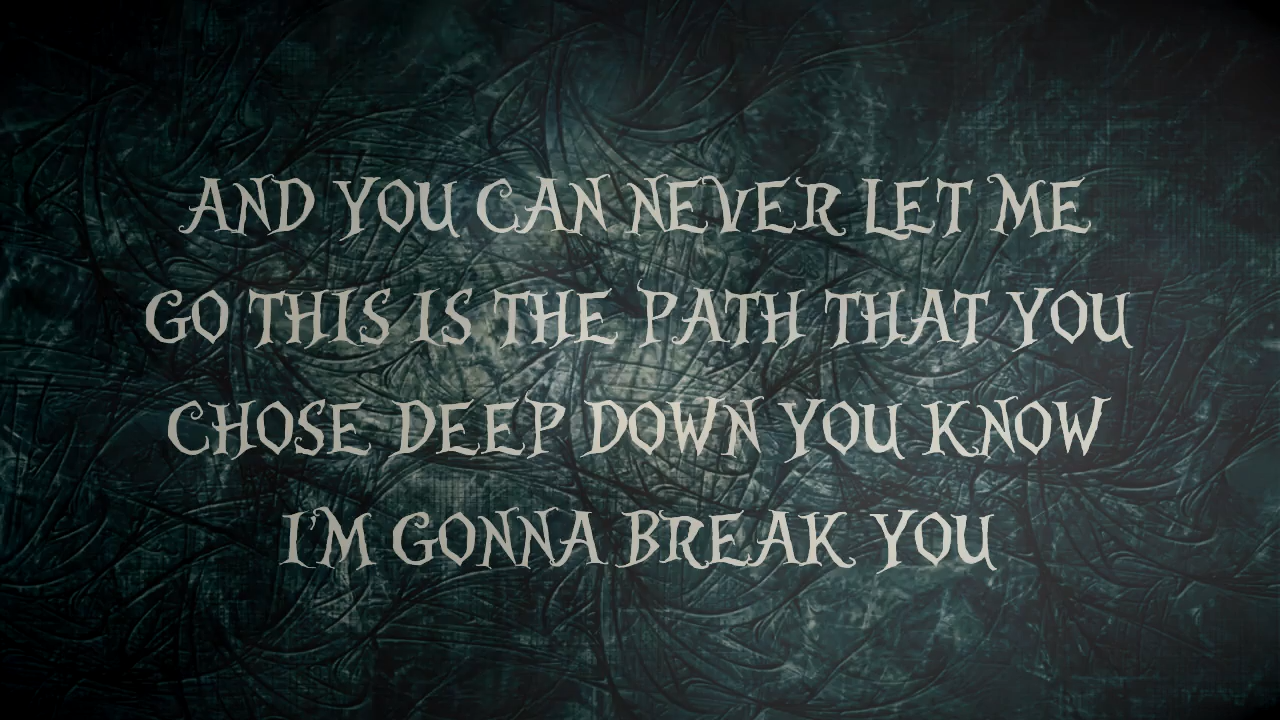 AND YOU CAN NEVER LET ME
GO THIS IS THE PATH THAT YOU
CHOSE DEEP DOWN YOU KNOW
I'M GONNA BREAK YOU